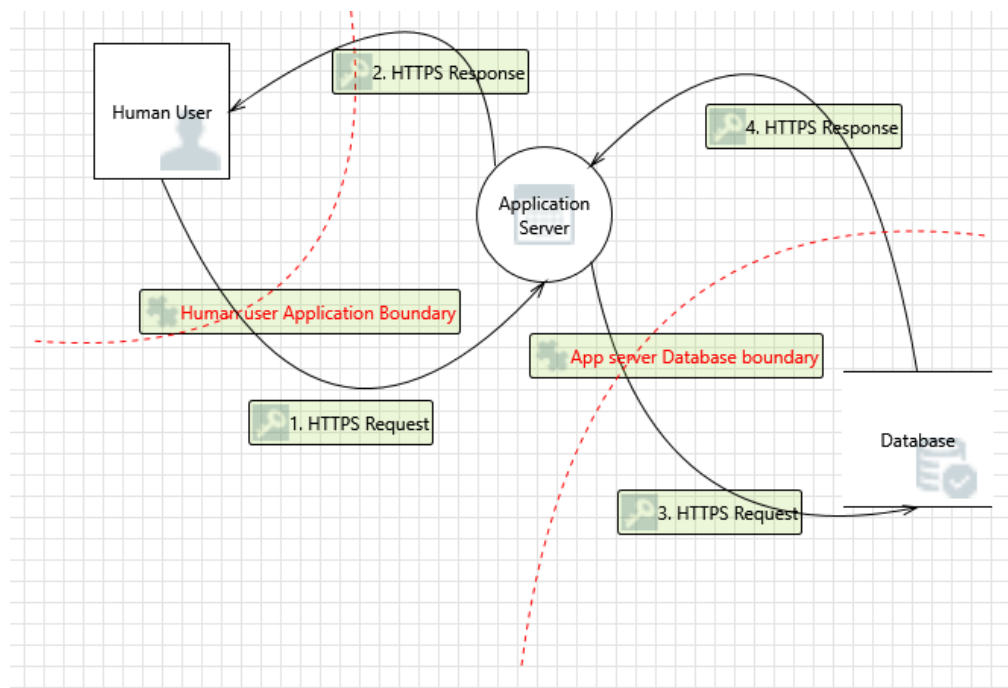 2. HTTPS Response
Human User
4. HTTPS Response
Application
Server
Human user Application Boundary
App server Database boundary
1. HTTPS Request
Database
3. HTTPS Request